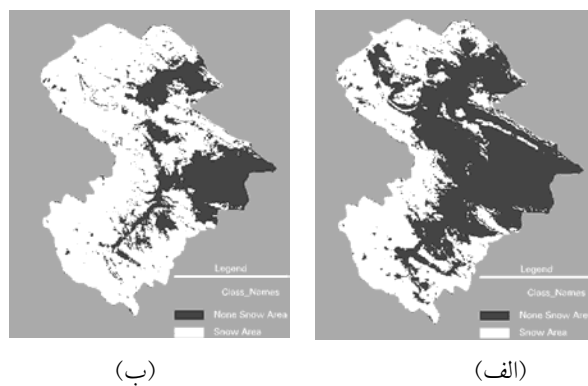 Legend
Class_Names
None Snow Area
Snow Area
Legend
Class_Names
None Snow Area
Snow Area
(الف)
(ب)